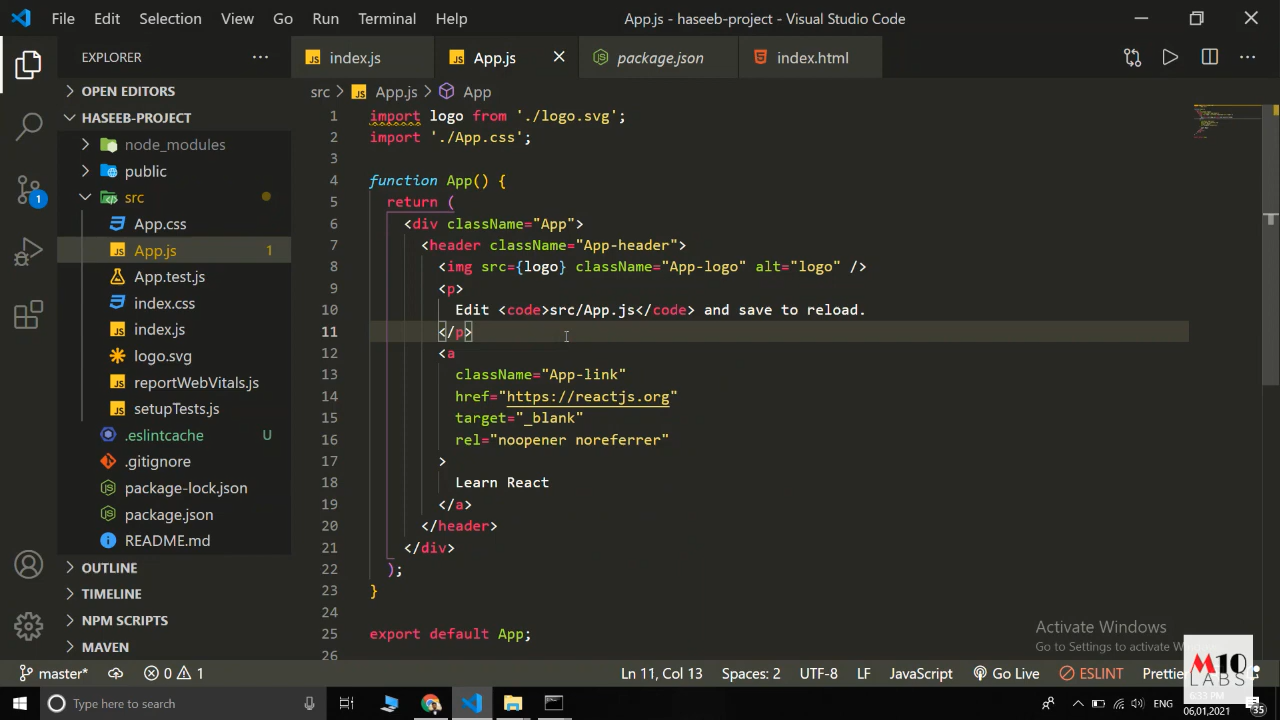 File Edit Selection View Go Run Terminal Help
App.js - haseeb-project - Visual Studio Code
EXPLORER
index.js
App.js
package.json
index.html
OPEN EDITORS
src > App.js > App
HASEEB-PROJECT
node_modules
public
src
App.css
App.js 1
App.test.js
index.css
index.js
logo.svg
reportWebVitals.js
setupTests.js
.eslintcache U
.gitignore
package-lock.json
package.json
README.md
OUTLINE
TIMELINE
NPM SCRIPTS
MAVEN
1
1 import logo from './logo.svg';
2 import './App.css';
3
4 function App() {
5 return (
6 <div className="App">
7 <header className="App-header">
8 <img src={logo} className="App-logo" alt="logo" />
9 <p>
10 Edit <code>src/App.js</code> and save to reload.
11 </p>
12 <a
13 className="App-link"
14 href="https://reactjs.org"
15 target="_blank"
16 rel="noopener noreferrer"
17 >
18 Learn React
19 </a>
20 </header>
21 </div>
22 );
23 }
24
25 export default App;
26
Activate Windows
Go to Settings to activate
M10
LABS
master* 0 1 Ln 11, Col 13 Spaces: 2 UTF-8 LF JavaScript Go Live ESLINT
Type here to search
ENG
6:33 PM
06.01.2021
35